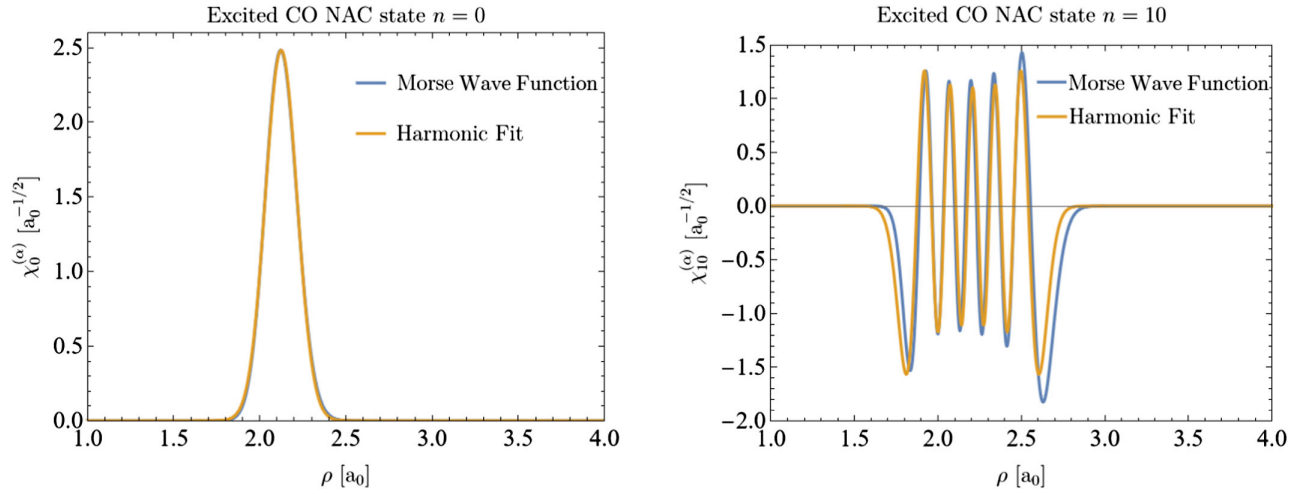 Excited CO NAC state n = 0
2.5
2.0
1.5
1.0
0.5
0.0
χ₀^(α) [a₀^-1/2]
Morse Wave Function
Harmonic Fit
1.0 1.5 2.0 2.5 3.0 3.5 4.0
ρ [a₀]
Excited CO NAC state n = 10
1.5
1.0
0.5
0.0
−0.5
−1.0
−1.5
−2.0
χ₁₀^(α) [a₀^-1/2]
Morse Wave Function
Harmonic Fit
1.0 1.5 2.0 2.5 3.0 3.5 4.0
ρ [a₀]